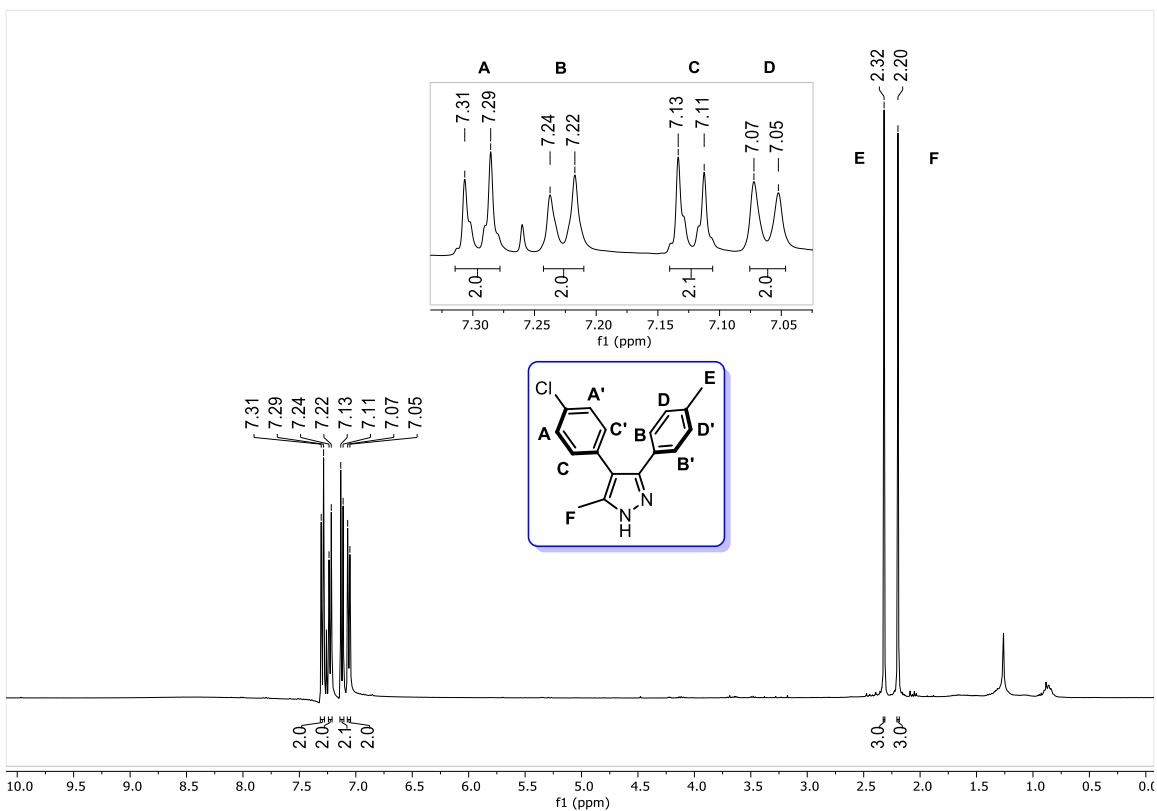 2.32
2.20
A
B
C
D
7.31
7.29
7.24
7.22
7.13
7.11
7.07
7.05
E
F
2.0
2.0
2.1
2.0
7.30
7.25
7.20
7.15
7.10
7.05
f1 (ppm)
7.31
7.29
7.24
7.22
7.13
7.11
7.07
7.05
E
Cl
A'
D
A
C'
B
D'
C
B'
N
F
N
H
2.0
2.0
2.1
2.0
3.0
3.0
10.0
9.5
9.0
8.5
8.0
7.5
7.0
6.5
6.0
5.5
5.0
4.5
4.0
3.5
3.0
2.5
2.0
1.5
1.0
0.5
0.0
f1 (ppm)